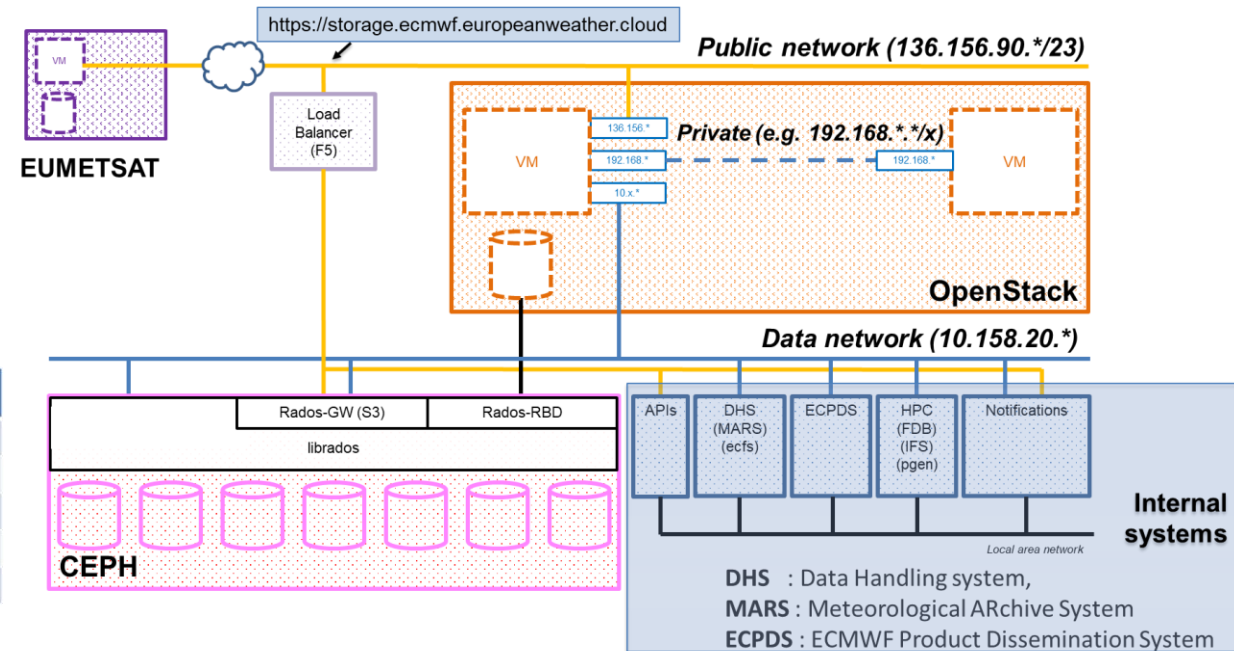 https://storage.ecmwf.europeanweather.cloud
Public network (136.156.90.*/23)
VM
EUMETSAT
Load
Balancer
(F5)
136.156.*
Private (e.g. 192.168.*.*/x)
VM
192.168.*
192.168.*
VM
10.x.*
OpenStack
Data network (10.158.20.*)
Rados-GW (S3)
Rados-RBD
librados
CEPH
APIs
DHS
(MARS)
(ecfs)
ECPDS
HPC
(FDB)
(IFS)
(pgen)
Notifications
Internal
systems
Local area network
DHS : Data Handling system,
MARS : Meteorological ARchive System
ECPDS : ECMWF Product Dissemination System